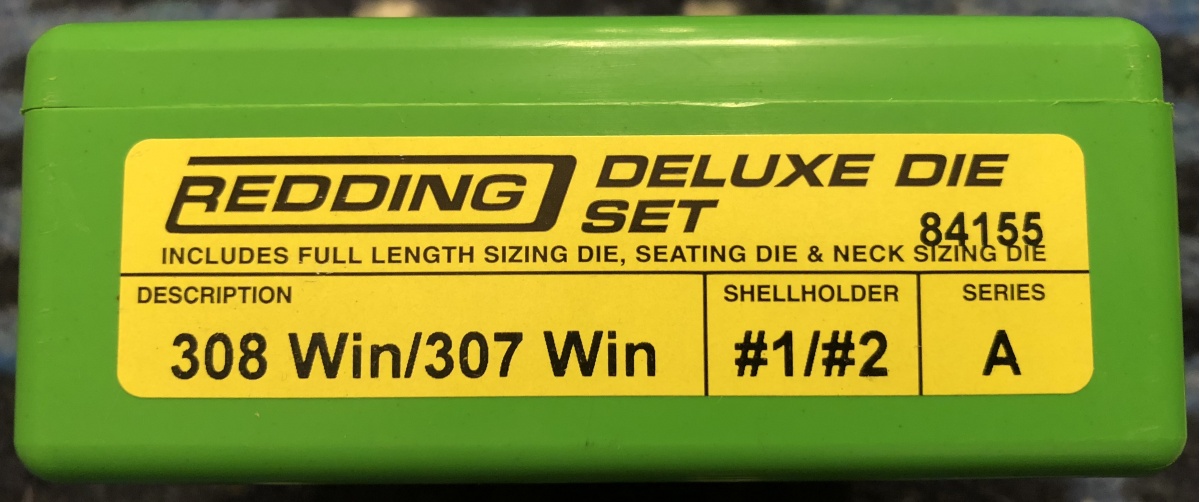 REDDING DELUXE DIE
SET
84155
INCLUDES FULL LENGTH SIZING DIE, SEATING DIE & NECK SIZING DIE
DESCRIPTION SHELLHOLDER SERIES
308 Win/307 Win #1/#2 A